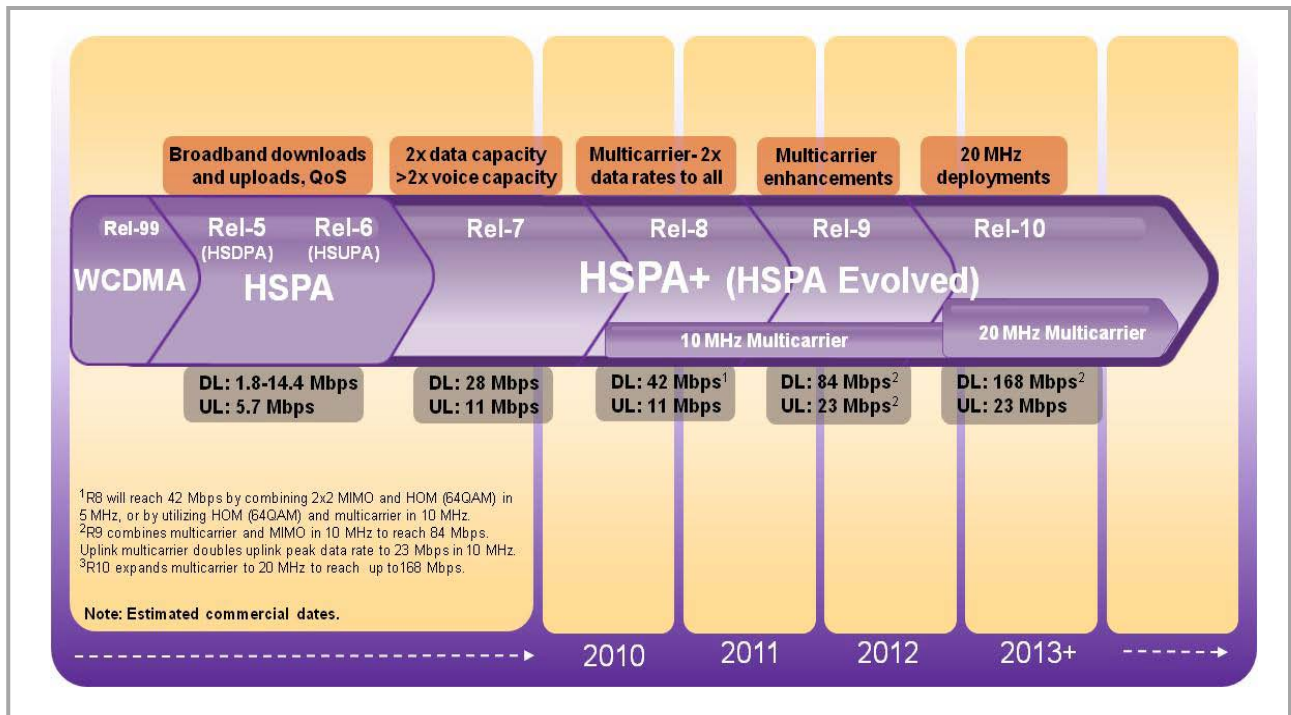 Broadband downloads
and uploads, QoS
2x data capacity
>2x voice capacity
Multicarrier- 2x
data rates to all
Multicarrier
enhancements
20 MHz
deployments
Rel-99
WCDMA
Rel-5
(HSDPA)
Rel-6
(HSUPA)
HSPA
Rel-7
Rel-8
Rel-9
Rel-10
HSPA+ (HSPA Evolved)
10 MHz Multicarrier
20 MHz Multicarrier
DL: 1.8-14.4 Mbps
UL: 5.7 Mbps
DL: 28 Mbps
UL: 11 Mbps
DL: 42 Mbps¹
UL: 11 Mbps
DL: 84 Mbps²
UL: 23 Mbps²
DL: 168 Mbps²
UL: 23 Mbps
¹R8 will reach 42 Mbps by combining 2x2 MIMO and HOM (64QAM) in
5 MHz, or by utilizing HOM (64QAM) and multicarrier in 10 MHz.
²R9 combines multicarrier and MIMO in 10 MHz to reach 84 Mbps.
Uplink multicarrier doubles uplink peak data rate to 23 Mbps in 10 MHz.
³R10 expands multicarrier to 20 MHz to reach up to168 Mbps.
Note: Estimated commercial dates.
2010
2011
2012
2013+